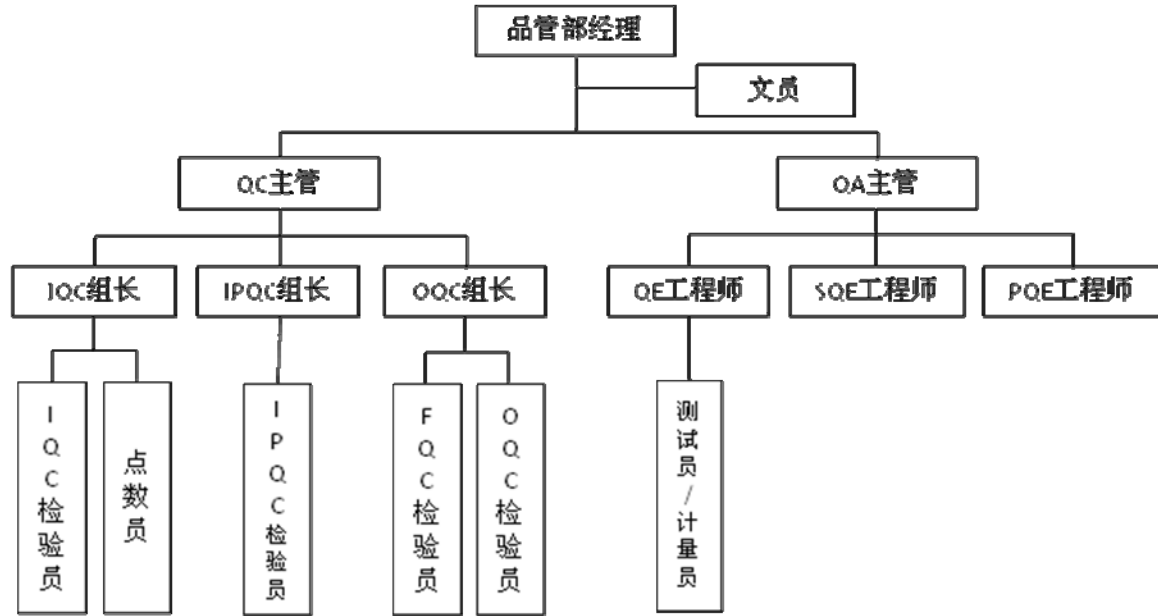 品管部经理
文员
QC主管
QA主管
IQC组长
IPQC组长
OQC组长
QE工程师
SQE工程师
PQE工程师
IQC检验员
点数员
IPQC检验员
FQC检验员
OQC检验员
测试员/计量员